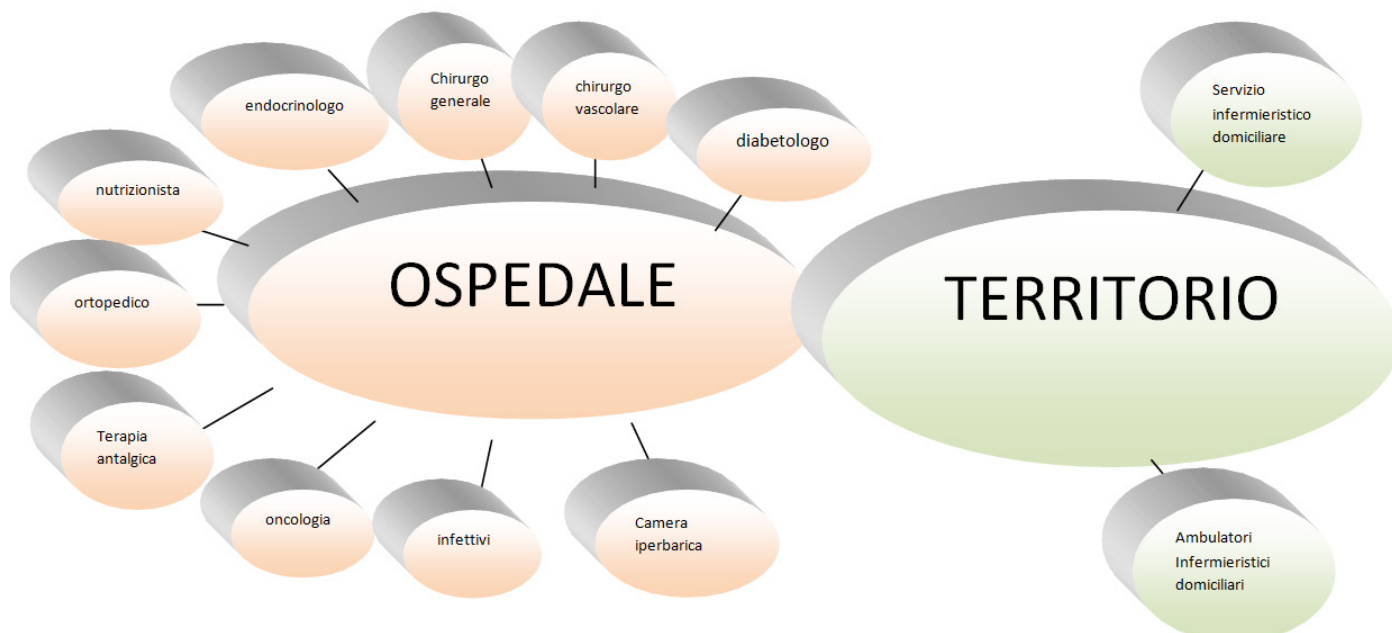 Chirurgo
generale
chirurgo
vascolare
endocrinologo
diabetologo
nutrizionista
ortopedico
OSPEDALE
Terapia
antalgica
oncologia
infettivi
Camera
iperbarica
Servizio
infermieristico
domiciliare
TERRITORIO
Ambulatori
Infermieristici
domiciliari